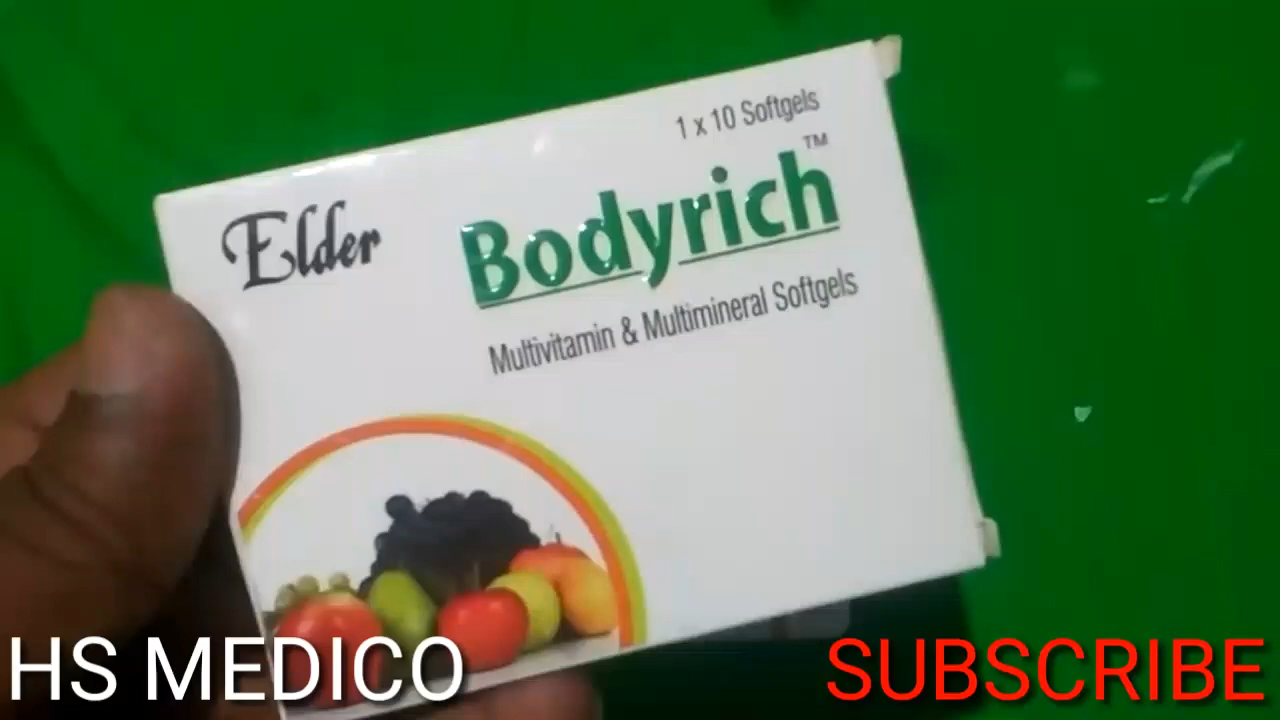 1 x 10 Softgels
Elder
Bodyrich™
Multivitamin & Multimineral Softgels
HS MEDICO
SUBSCRIBE